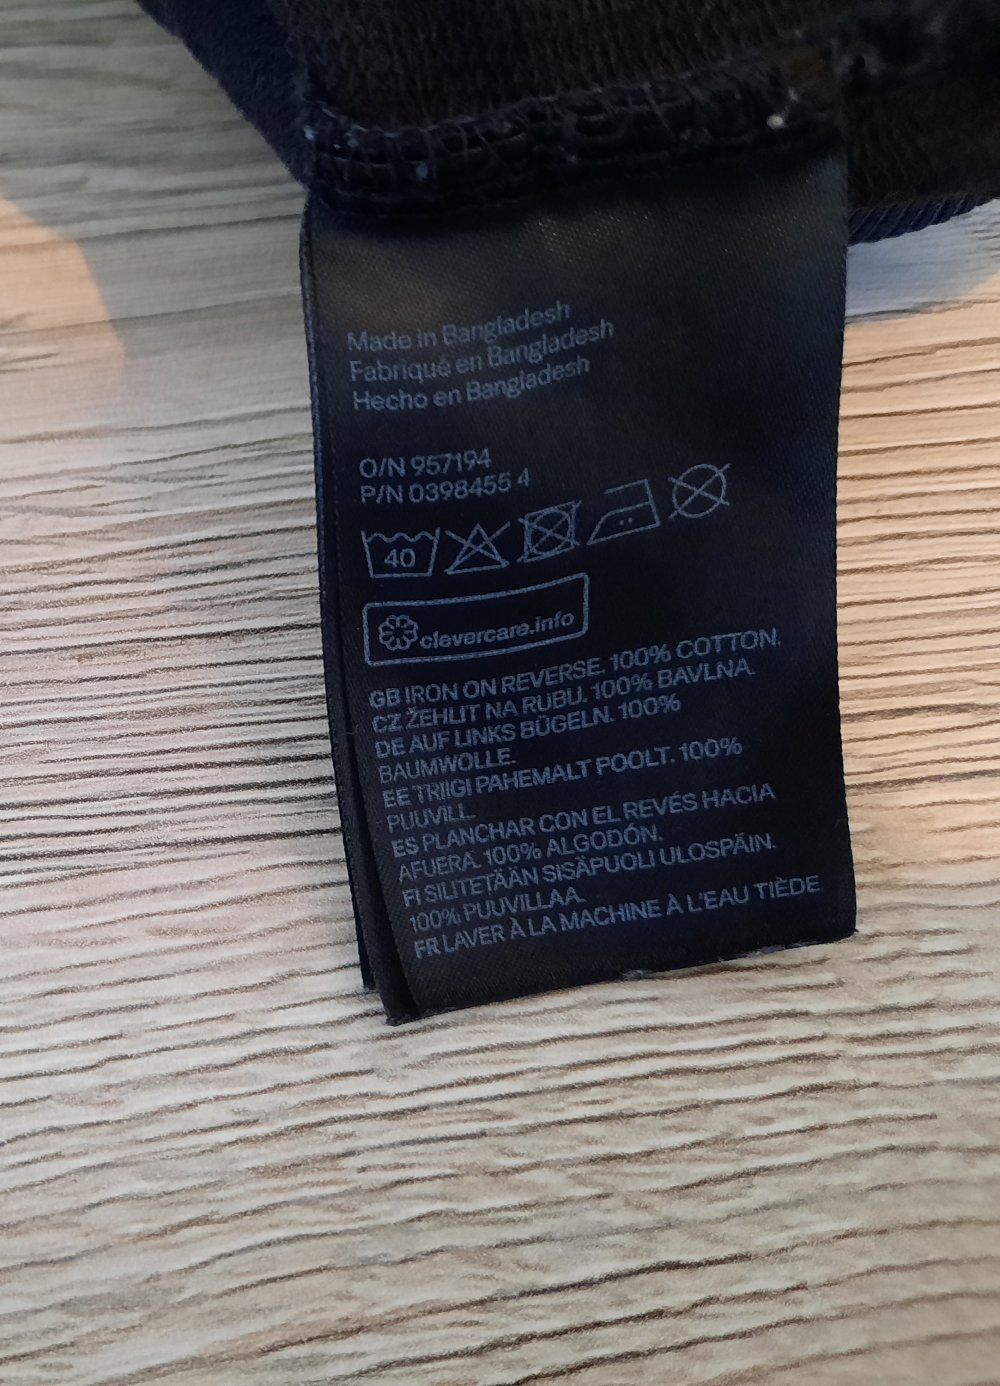 Made in Bangladesh
Fabriqué en Bangladesh
Hecho en Bangladesh
O/N 957194
P/N 0398455 4
40
clevercare.info
GB IRON ON REVERSE. 100% COTTON.
CZ ŽEHLIT NA RUBU. 100% BAVLNA.
DE AUF LINKS BÜGELN. 100%
BAUMWOLLE.
EE TRIIGI PAHEMALT POOLT. 100%
PUUVILL.
ES PLANCHAR CON EL REVÉS HACIA
AFUERA. 100% ALGODÓN.
FI SILITETÄÄN SISÄPUOLI ULOSPÄIN.
100% PUUVILLAA.
FR LAVER À LA MACHINE À L'EAU TIÈDE